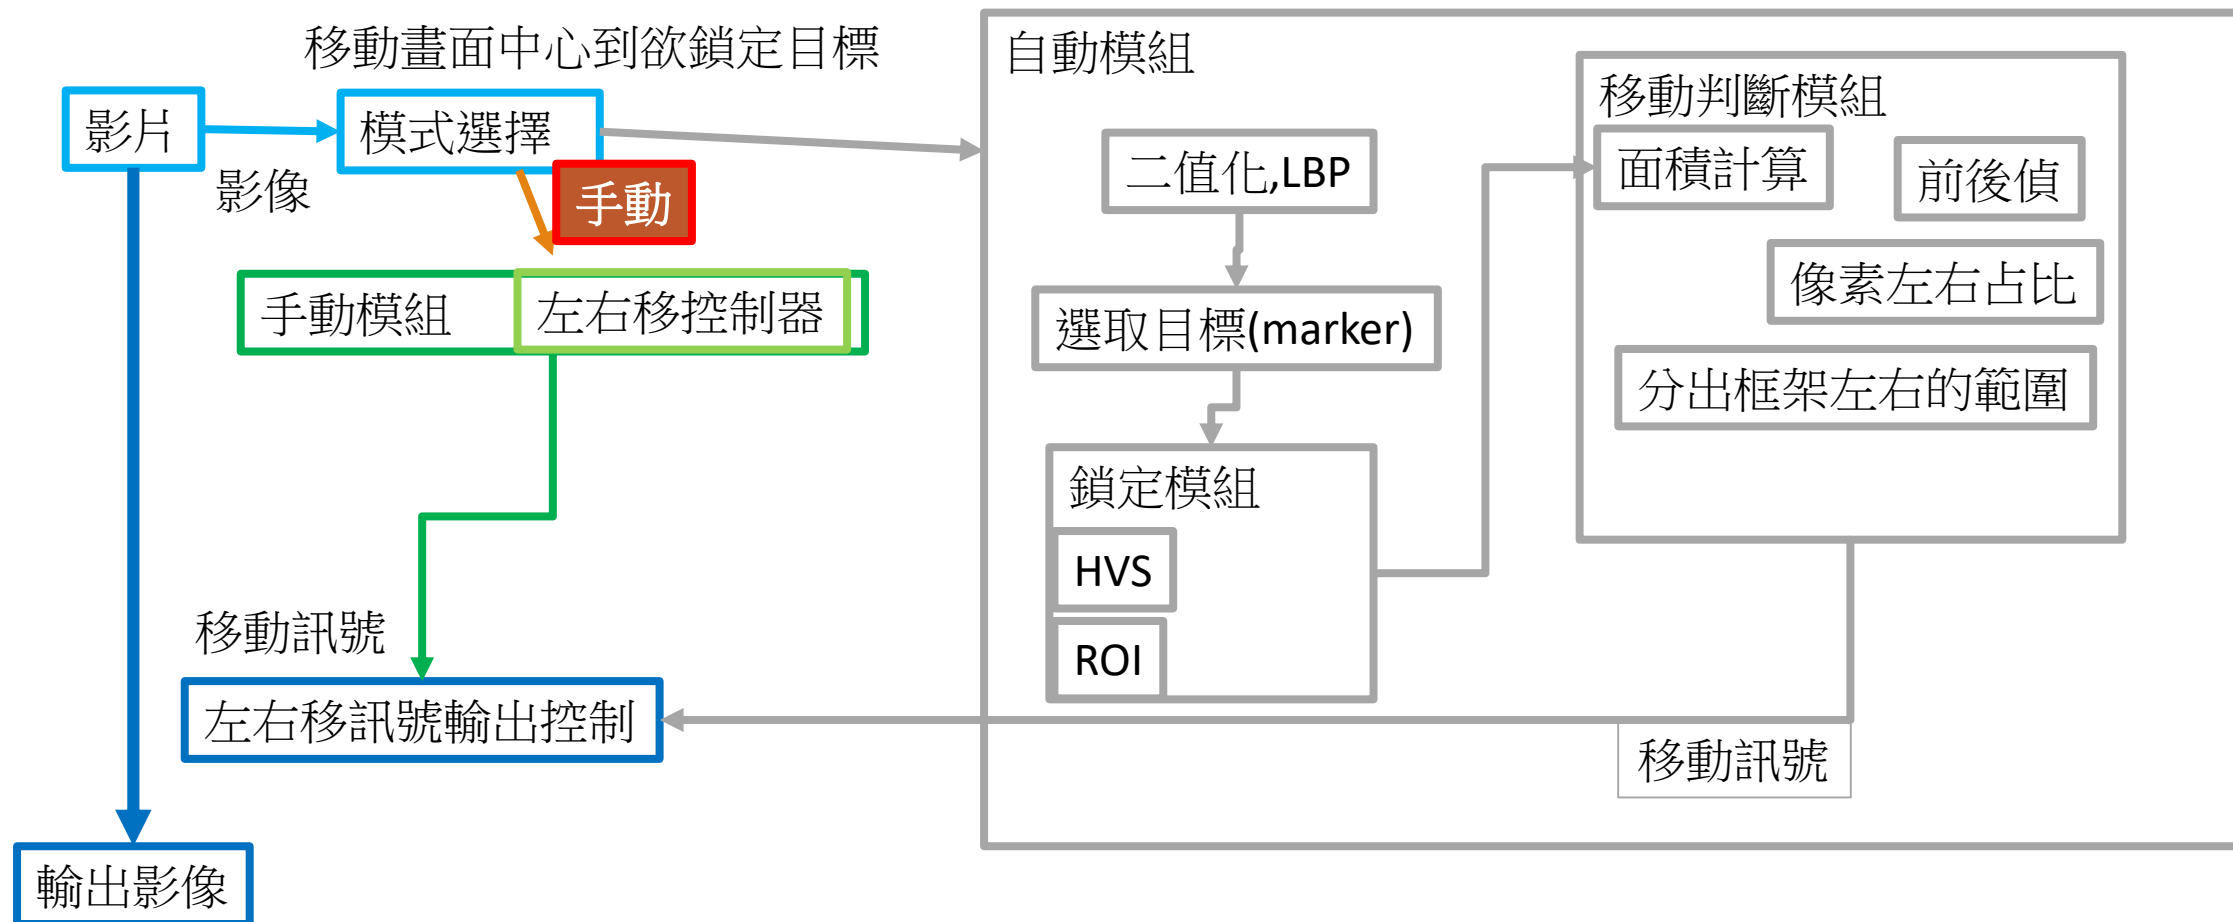 移動畫面中心到欲鎖定目標
影片
模式選擇
影像
手動
手動模組
左右移控制器
移動訊號
左右移訊號輸出控制
輸出影像
自動模組
二值化,LBP
選取目標(marker)
鎖定模組
HVS
ROI
移動判斷模組
面積計算
前後偵
像素左右占比
分出框架左右的範圍
移動訊號